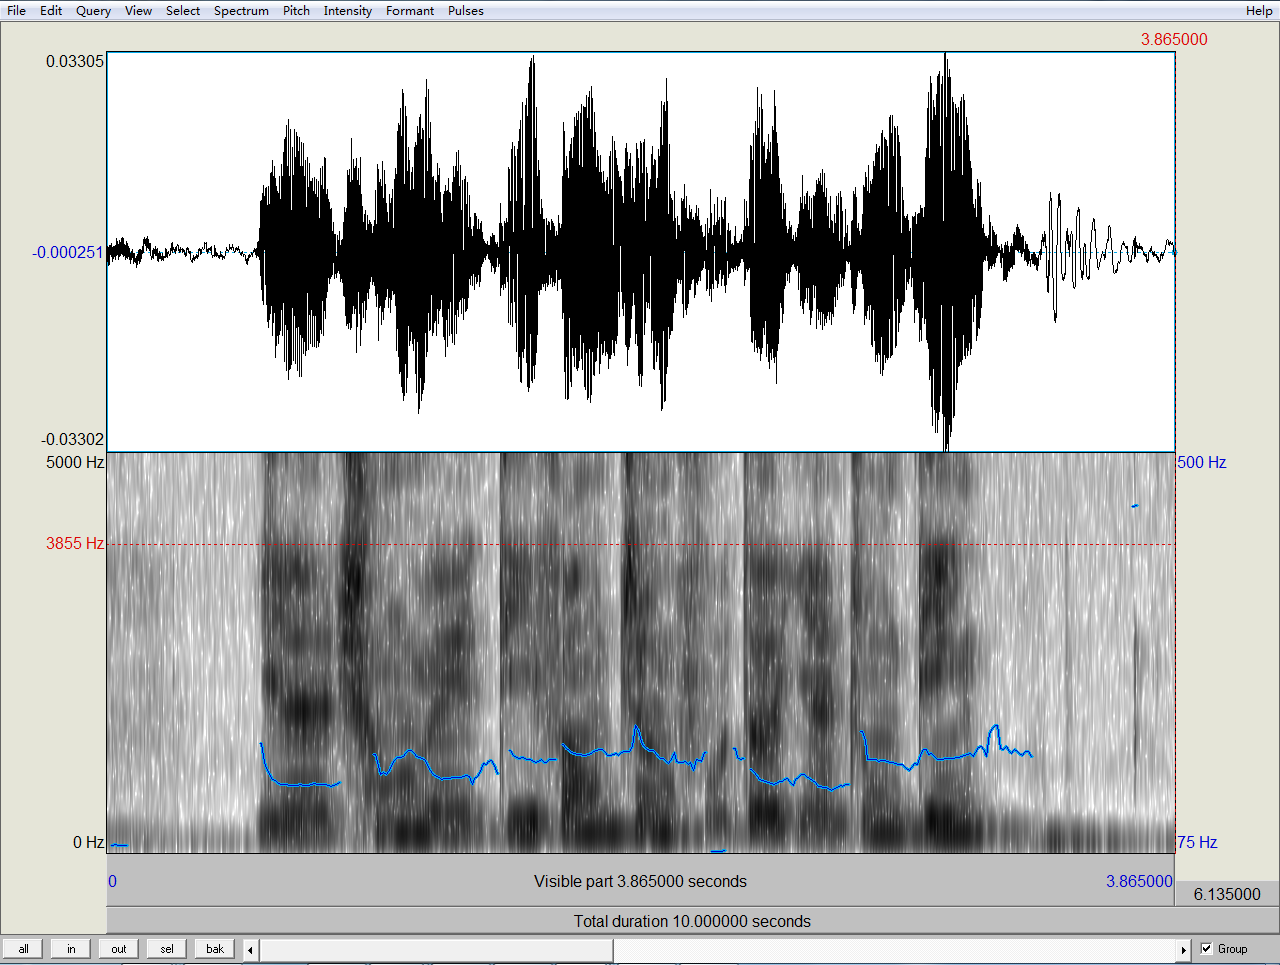 File Edit Query View Select Spectrum Pitch Intensity Formant Pulses Help
3.865000
0.03305
-0.000251
-0.03302
5000 Hz
500 Hz
3855 Hz
0 Hz
75 Hz
0 Visible part 3.865000 seconds 3.865000
6.135000
Total duration 10.000000 seconds
all in out sel bak Group